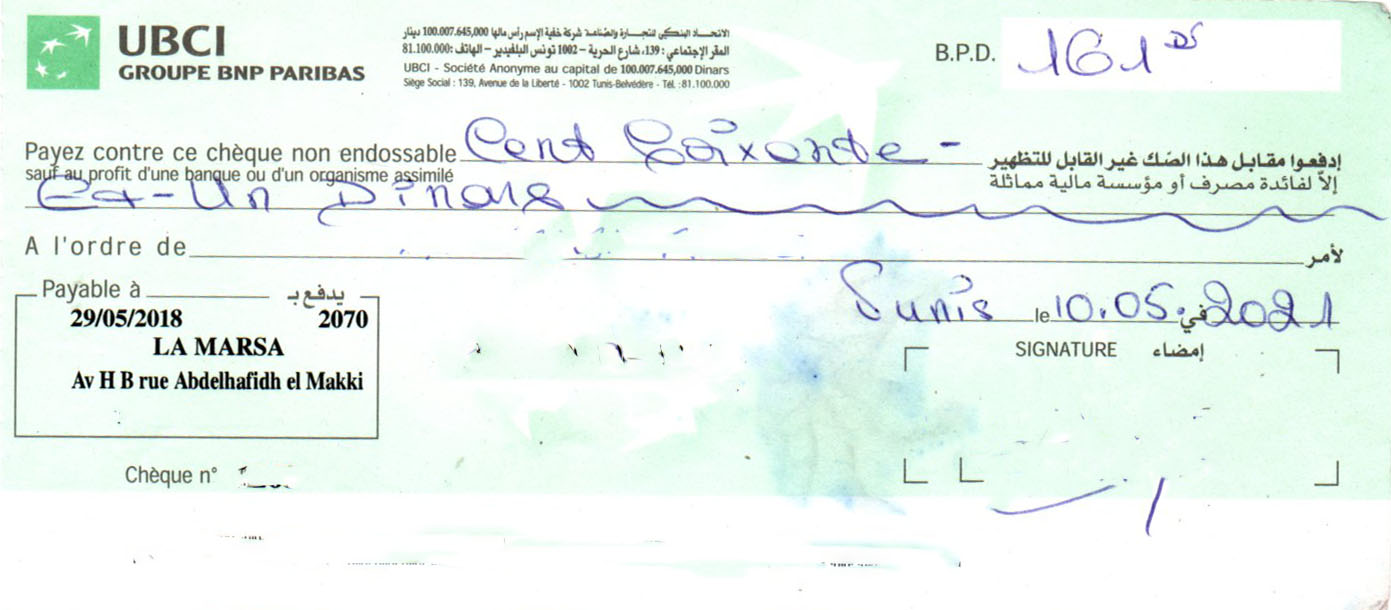 UBCI
GROUPE BNP PARIBAS
الاتحاد البنكي للتجارة والصناعة شركة خفية الإسم رأس مالها 100.007.645,000 دينار
المقر الإجتماعي : 139، شارع الحرية – 1002 تونس البلفيدير – الهاتف :81.100.000
UBCI - Société Anonyme au capital de 100.007.645,000 Dinars
Siège Social : 139, Avenue de la Liberté - 1002 Tunis-Belvédère - Tél. :81.100.000
B.P.D. 161 DS
Payez contre ce chèque non endossable Cent Soixante - إدفعوا مقابل هذا الصّك غير القابل للتظهير
sauf au profit d'une banque ou d'un organisme assimilé إلاّ لفائدة مصرف أو مؤسسة مالية مماثلة
Et-Un Dinars
A l'ordre de لأمر
Payable à يدفع بـ
29/05/2018 2070
LA MARSA
Av H B rue Abdelhafidh el Makki
Tunis le 10.05. في 2021
SIGNATURE إمضاء
Chèque n°